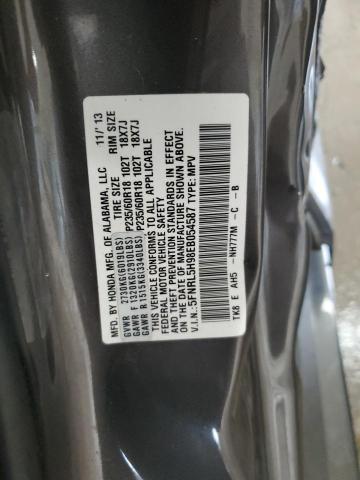 MFD. BY HONDA MFG. OF ALABAMA, LLC 11/'13
TIRE SIZE RIM SIZE
GVWR 2730KG(6019LBS)
GAWR F 1320KG(2910LBS) P235/60R18 102T 18X7J
GAWR R 1515KG(3340LBS) P235/60R18 102T 18X7J
THIS VEHICLE CONFORMS TO ALL APPLICABLE FEDERAL MOTOR
VEHICLE SAFETY AND THEFT PREVENTION STANDARDS IN EFFECT
ON THE DATE OF MANUFACTURE SHOWN ABOVE.
V.I.N.: 5FNRL5H98EB054587 TYPE: MPV
TK8 E AH5 - NH777M - C - B